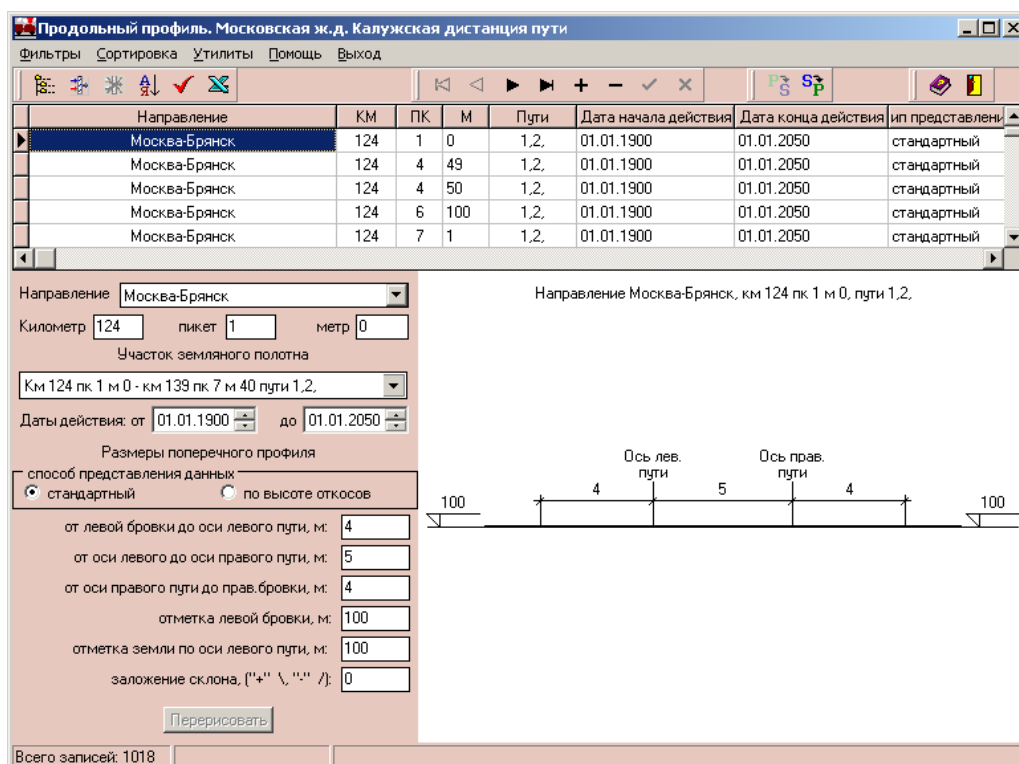 Продольный профиль. Московская ж.д. Калужская дистанция пути
Фильтры Сортировка Утилиты Помощь Выход
Направление КМ ПК М Пути Дата начала действия Дата конца действия ип представлени
Москва-Брянск 124 1 0 1,2, 01.01.1900 01.01.2050 стандартный
Москва-Брянск 124 4 49 1,2, 01.01.1900 01.01.2050 стандартный
Москва-Брянск 124 4 50 1,2, 01.01.1900 01.01.2050 стандартный
Москва-Брянск 124 6 100 1,2, 01.01.1900 01.01.2050 стандартный
Москва-Брянск 124 7 1 1,2, 01.01.1900 01.01.2050 стандартный
Направление Москва-Брянск
Километр 124 пикет 1 метр 0
Участок земляного полотна
Км 124 пк 1 м 0 - км 139 пк 7 м 40 пути 1,2,
Даты действия: от 01.01.1900 до 01.01.2050
Размеры поперечного профиля
способ представления данных
стандартный по высоте откосов
от левой бровки до оси левого пути, м: 4
от оси левого до оси правого пути, м: 5
от оси правого пути до прав.бровки, м: 4
отметка левой бровки, м: 100
отметка земли по оси левого пути, м: 100
заложение склона, ("+" \, "-" /): 0
Перерисовать
Направление Москва-Брянск, км 124 пк 1 м 0, пути 1,2,
Ось лев. пути
Ось прав. пути
100 4 5 4 100
Всего записей: 1018